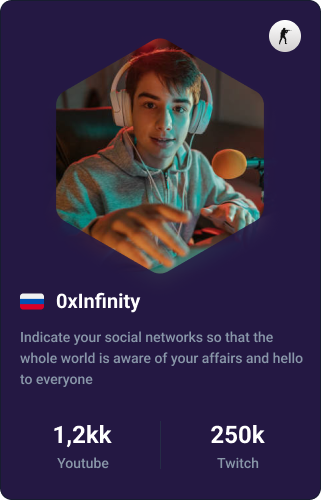 0xInfinity
Indicate your social networks so that the
whole world is aware of your affairs and hello
to everyone
1,2kk
250k
Youtube
Twitch